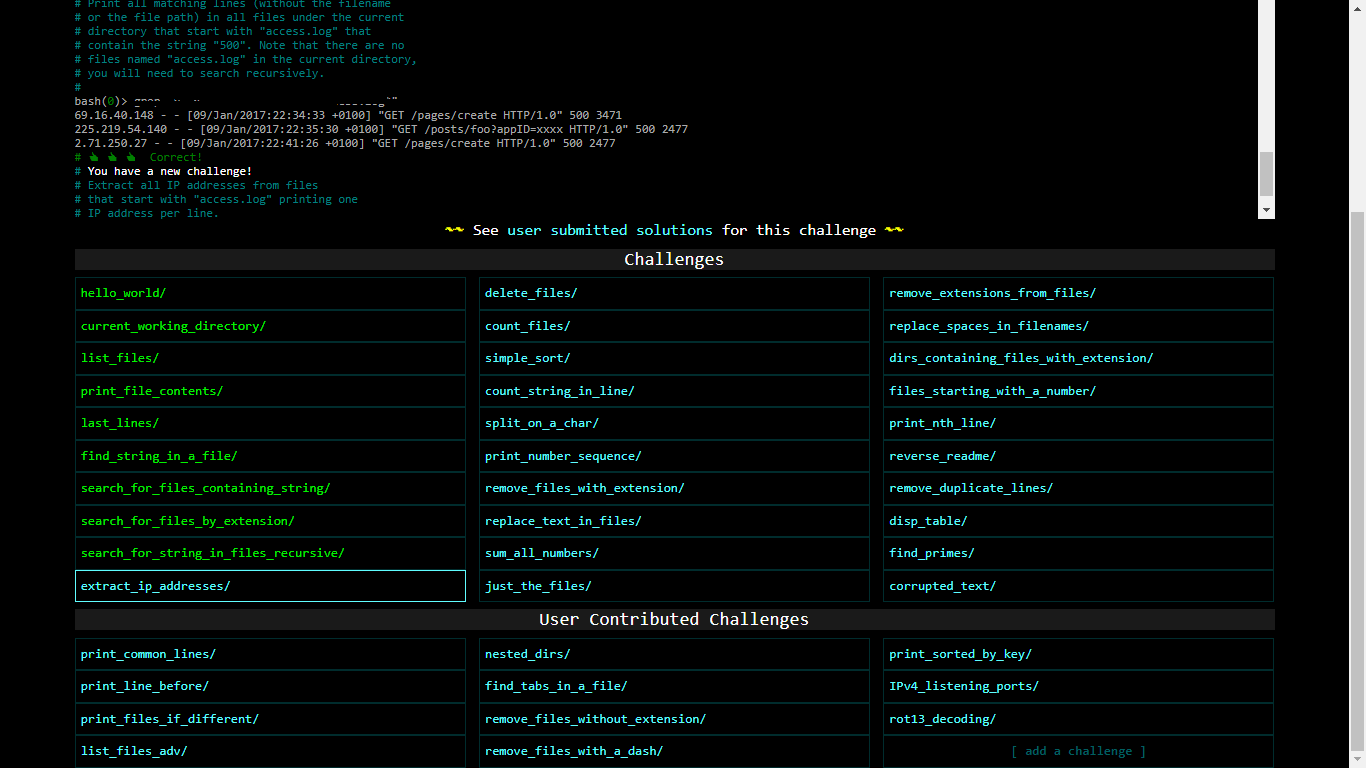 # Print all matching lines (without the filename
# or the file path) in all files under the current
# directory that start with "access.log" that
# contain the string "500". Note that there are no
# files named "access.log" in the current directory,
# you will need to search recursively.
#
bash(0)>
69.16.40.148 - - [09/Jan/2017:22:34:33 +0100] "GET /pages/create HTTP/1.0" 500 3471
225.219.54.140 - - [09/Jan/2017:22:35:30 +0100] "GET /posts/foo?appID=xxxx HTTP/1.0" 500 2477
2.71.250.27 - - [09/Jan/2017:22:41:26 +0100] "GET /pages/create HTTP/1.0" 500 2477
# Correct!
# You have a new challenge!
# Extract all IP addresses from files
# that start with "access.log" printing one
# IP address per line.
See user submitted solutions for this challenge
Challenges
hello_world/
current_working_directory/
list_files/
print_file_contents/
last_lines/
find_string_in_a_file/
search_for_files_containing_string/
search_for_files_by_extension/
search_for_string_in_files_recursive/
extract_ip_addresses/
delete_files/
count_files/
simple_sort/
count_string_in_line/
split_on_a_char/
print_number_sequence/
remove_files_with_extension/
replace_text_in_files/
sum_all_numbers/
just_the_files/
remove_extensions_from_files/
replace_spaces_in_filenames/
dirs_containing_files_with_extension/
files_starting_with_a_number/
print_nth_line/
reverse_readme/
remove_duplicate_lines/
disp_table/
find_primes/
corrupted_text/
User Contributed Challenges
print_common_lines/
print_line_before/
print_files_if_different/
list_files_adv/
nested_dirs/
find_tabs_in_a_file/
remove_files_without_extension/
remove_files_with_a_dash/
print_sorted_by_key/
IPv4_listening_ports/
rot13_decoding/
[ add a challenge ]